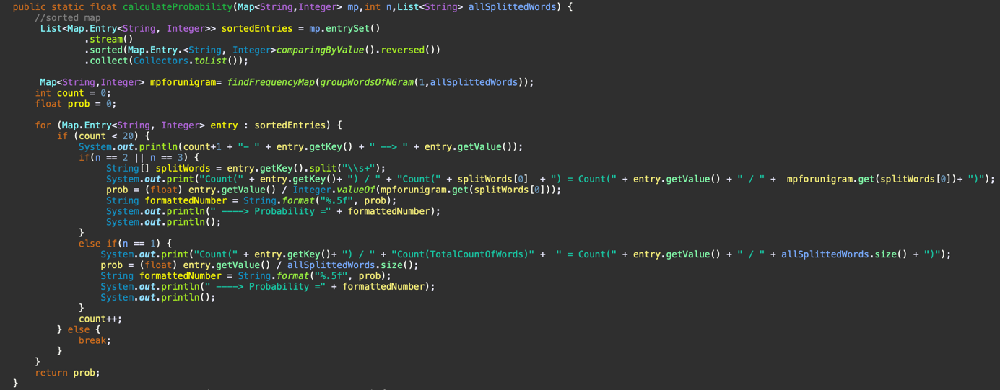 public static float calculateProbability(Map<String,Integer> mp,int n,List<String> allSplittedWords) {
    //sorted map
     List<Map.Entry<String, Integer>> sortedEntries = mp.entrySet()
             .stream()
             .sorted(Map.Entry.<String, Integer>comparingByValue().reversed())
             .collect(Collectors.toList());

     Map<String,Integer> mpforunigram= findFrequencyMap(groupWordsOfNGram(1,allSplittedWords));
    int count = 0;
    float prob = 0;

    for (Map.Entry<String, Integer> entry : sortedEntries) {
        if (count < 20) {
            System.out.println(count+1 + "- " + entry.getKey() + " --> " + entry.getValue());
            if(n == 2 || n == 3) {
                 String[] splitWords = entry.getKey().split("\\s+");
                 System.out.print("Count(" + entry.getKey()+ ") / " + "Count(" + splitWords[0]  + ") = Count(" + entry.getValue() + " / " +  mpforunigram.get(splitWords[0])+ ")");
                 prob = (float) entry.getValue() / Integer.valueOf(mpforunigram.get(splitWords[0]));
                 String formattedNumber = String.format("%.5f", prob);
                 System.out.println(" ----> Probability =" + formattedNumber);
                 System.out.println();
            }
            else if(n == 1) {
                System.out.print("Count(" + entry.getKey()+ ") / " + "Count(TotalCountOfWords)" +  " = Count(" + entry.getValue() + " / " + allSplittedWords.size() + ")");
                prob = (float) entry.getValue() / allSplittedWords.size();
                String formattedNumber = String.format("%.5f", prob);
                System.out.println(" ----> Probability =" + formattedNumber);
                System.out.println();
            }
            count++;
        } else {
            break;
        }
    }
    return prob;
}